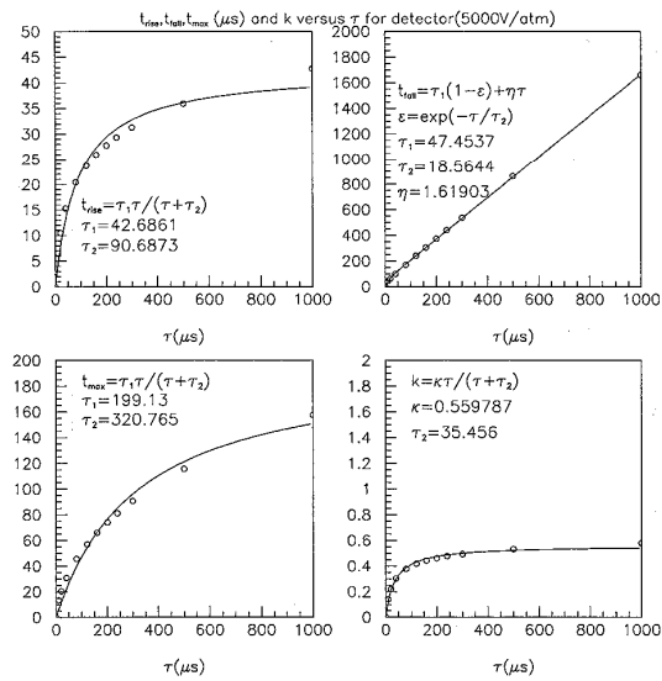 t_rise,t_fall,t_max (μs) and k versus τ for detector(5000V/atm)
50
45
40
35
30
25
20
15
10
5
0
t_rise=τ₁τ/(τ+τ₂)
τ₁=42.6861
τ₂=90.6873
0 200 400 600 800 1000
τ(μs)
2000
1800
1600
1400
1200
1000
800
600
400
200
0
t_fall=τ₁(1−ε)+ητ
ε=exp(−τ/τ₂)
τ₁=47.4537
τ₂=18.5644
η=1.61903
0 200 400 600 800 1000
τ(μs)
200
180
160
140
120
100
80
60
40
20
0
t_max=τ₁τ/(τ+τ₂)
τ₁=199.13
τ₂=320.765
0 200 400 600 800 1000
τ(μs)
2
1.8
1.6
1.4
1.2
1
0.8
0.6
0.4
0.2
0
k=κτ/(τ+τ₂)
κ=0.559787
τ₂=35.456
0 200 400 600 800 1000
τ(μs)